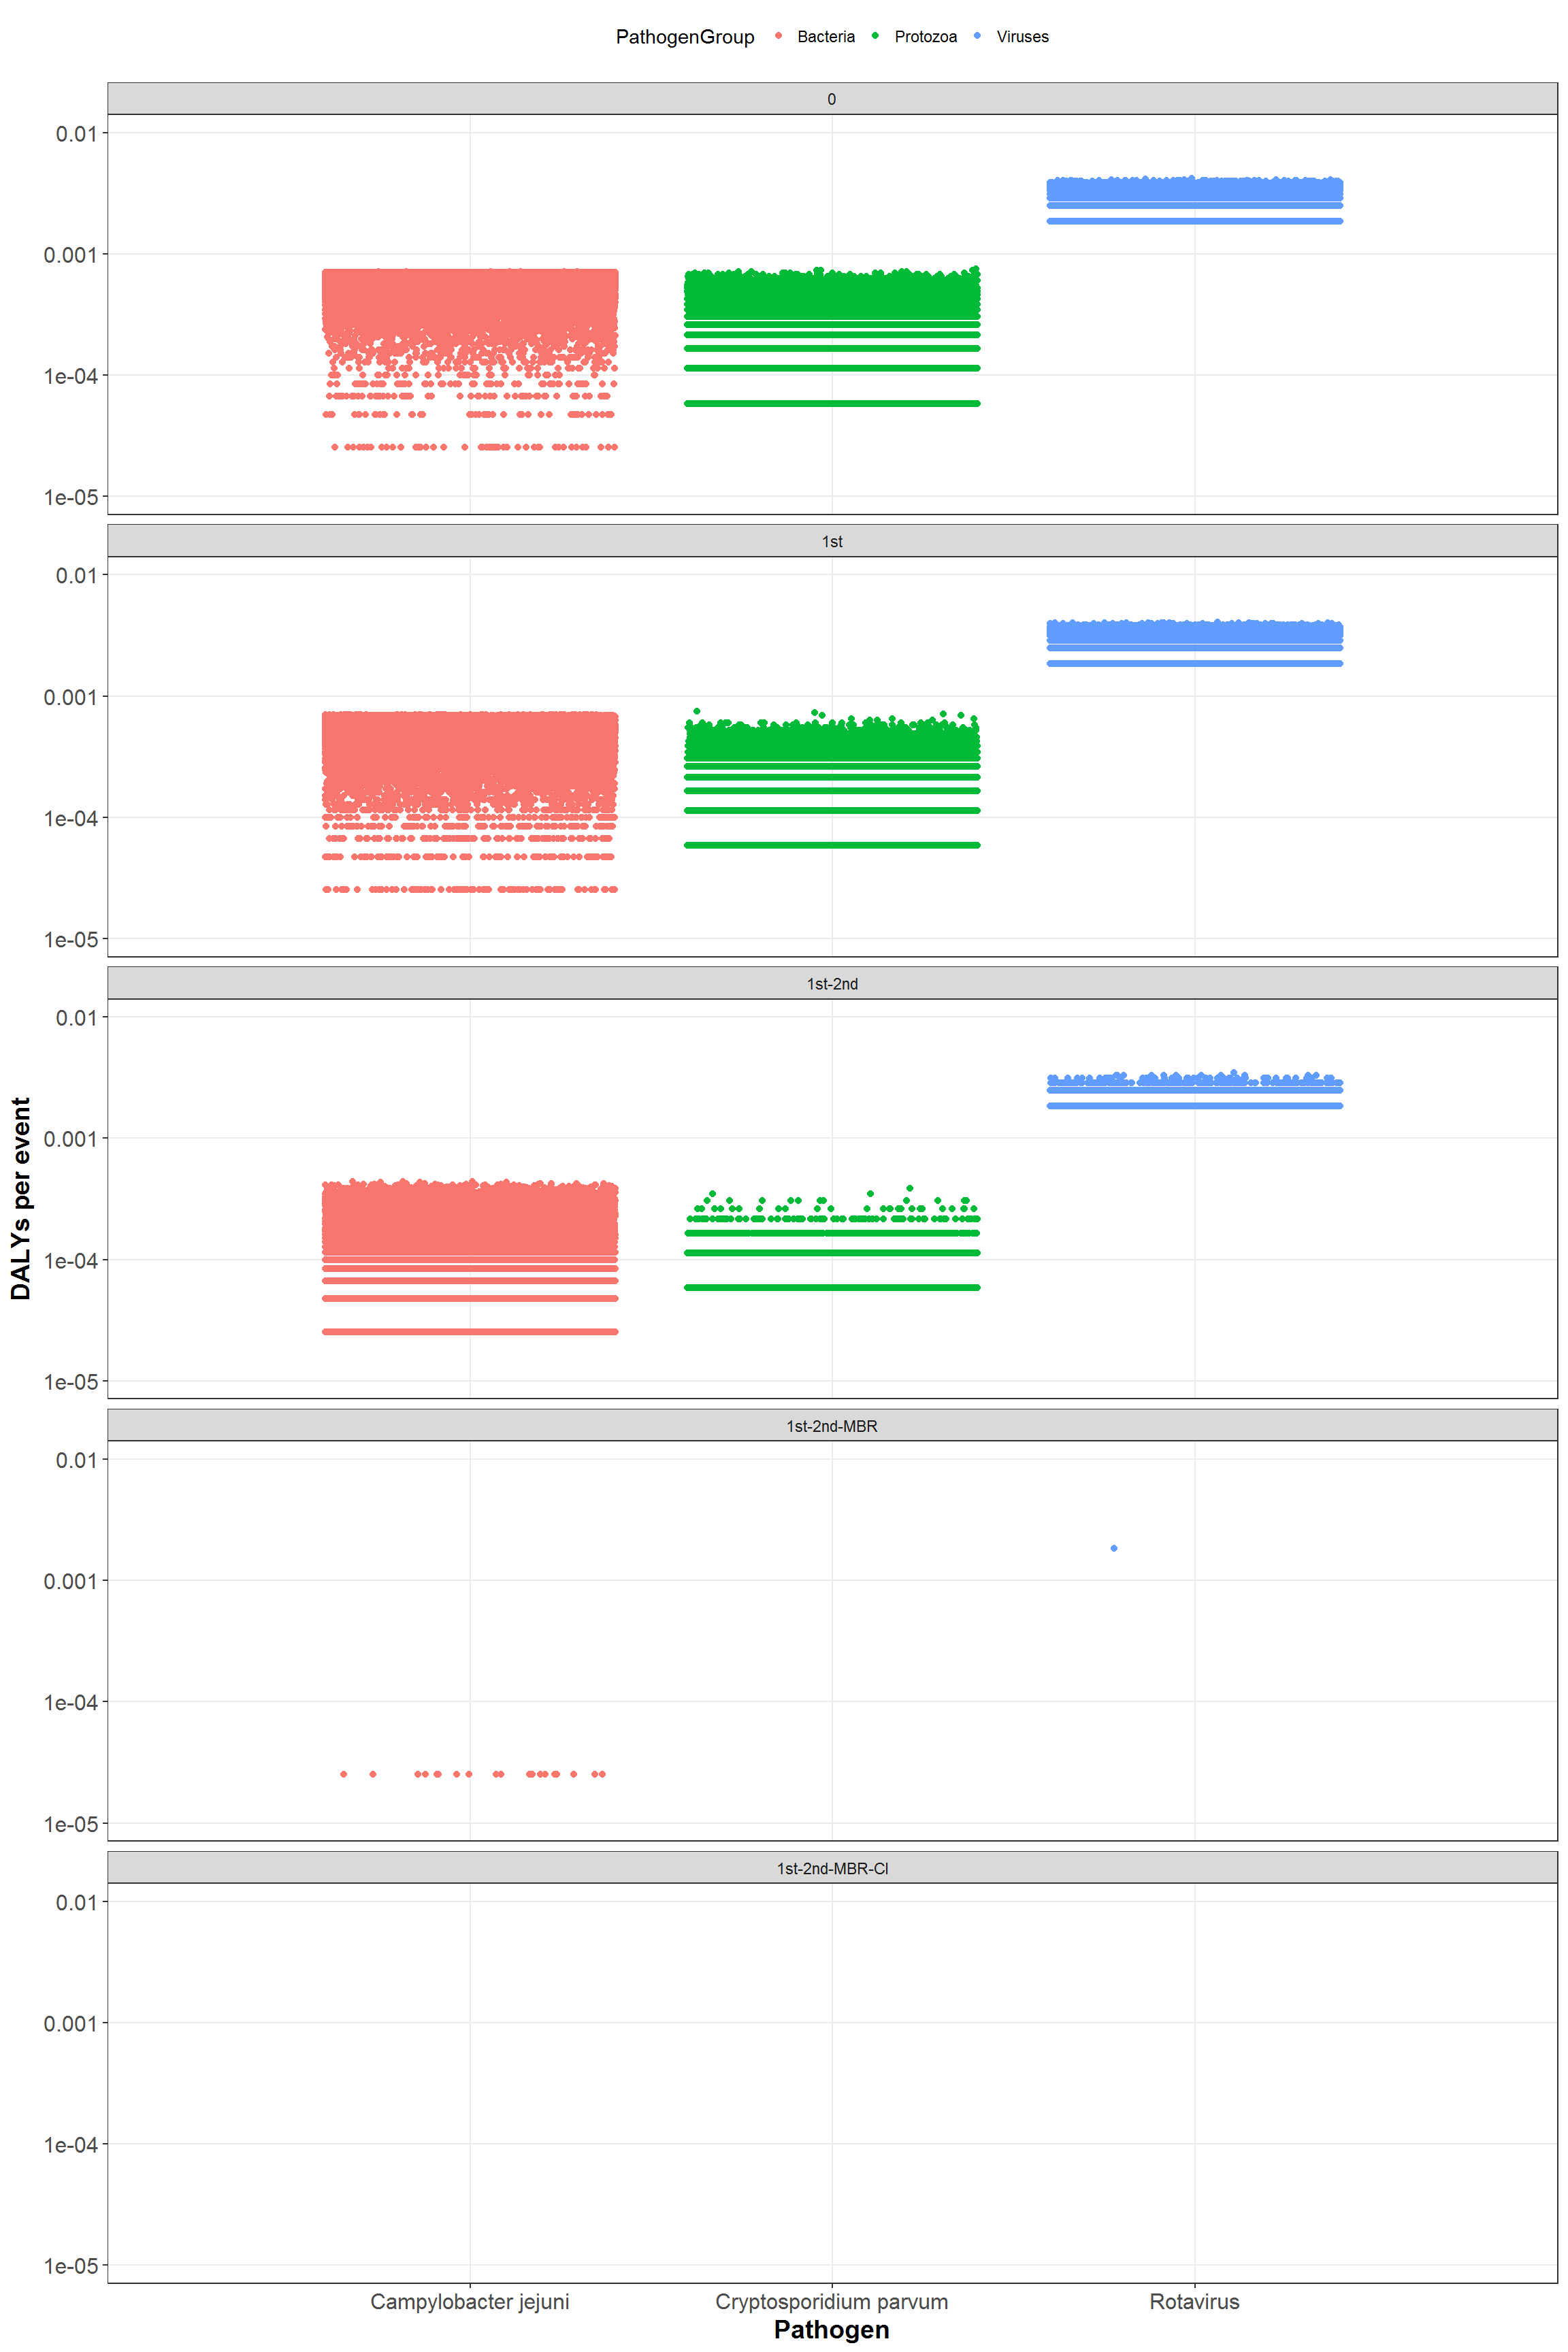 PathogenGroup Bacteria Protozoa Viruses
0
0.01
0.001
1e-04
1e-05
1st
0.01
0.001
1e-04
1e-05
1st-2nd
0.01
0.001
1e-04
1e-05
1st-2nd-MBR
0.01
0.001
1e-04
1e-05
1st-2nd-MBR-Cl
0.01
0.001
1e-04
1e-05
DALYs per event
Campylobacter jejuni Cryptosporidium parvum Rotavirus
Pathogen